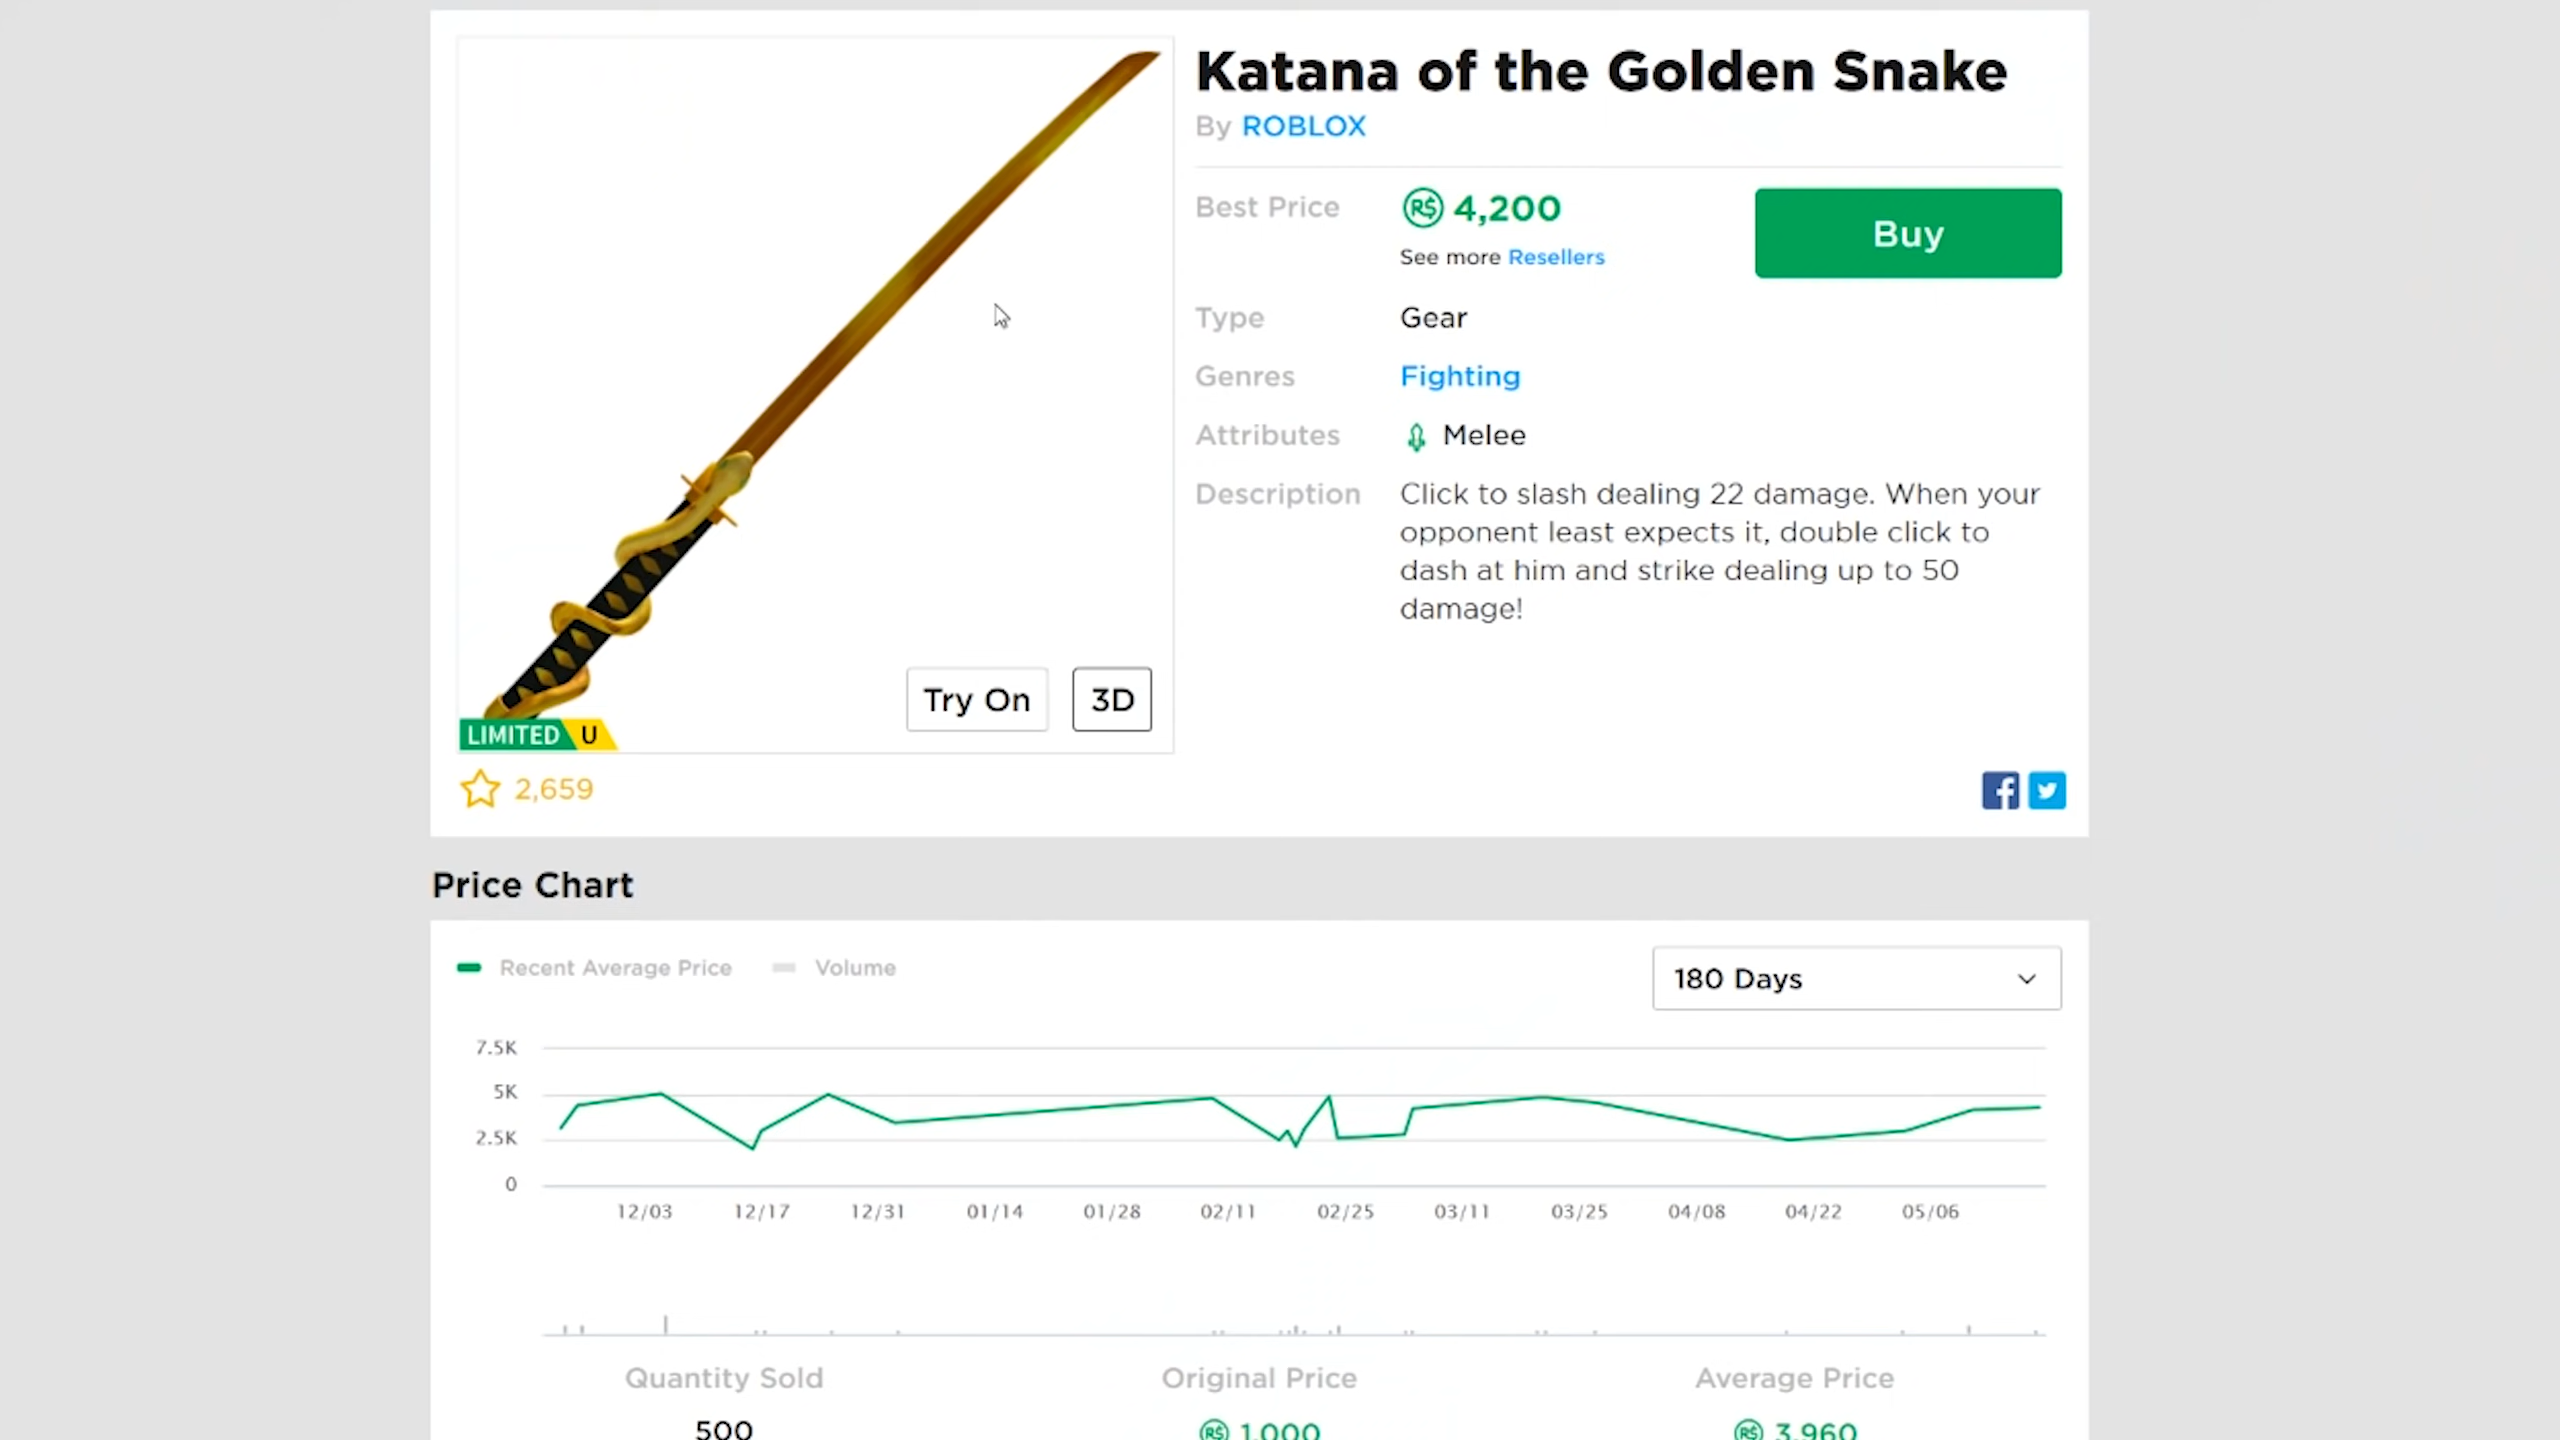 Katana of the Golden Snake
By ROBLOX
Best Price
R$ 4,200
See more Resellers
Buy
Type
Gear
Genres
Fighting
Attributes
Melee
Description
Click to slash dealing 22 damage. When your
opponent least expects it, double click to
dash at him and strike dealing up to 50
damage!
Try On
3D
LIMITED U
2,659
Price Chart
Recent Average Price
Volume
180 Days
7.5K
5K
2.5K
0
12/03 12/17 12/31 01/14 01/28 02/11 02/25 03/11 03/25 04/08 04/22 05/06
Quantity Sold
500
Original Price
R$ 1,000
Average Price
R$ 3,960